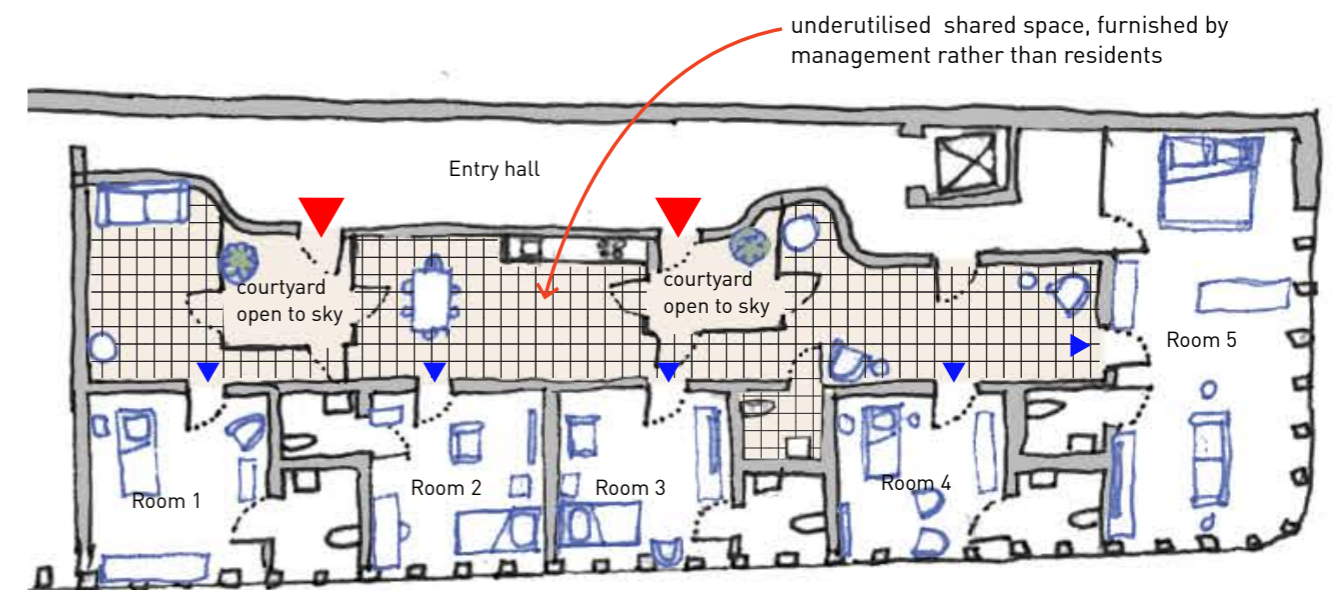 underutilised shared space, furnished by
management rather than residents
Entry hall
courtyard
open to sky
courtyard
open to sky
Room 5
Room 1
Room 2
Room 3
Room 4